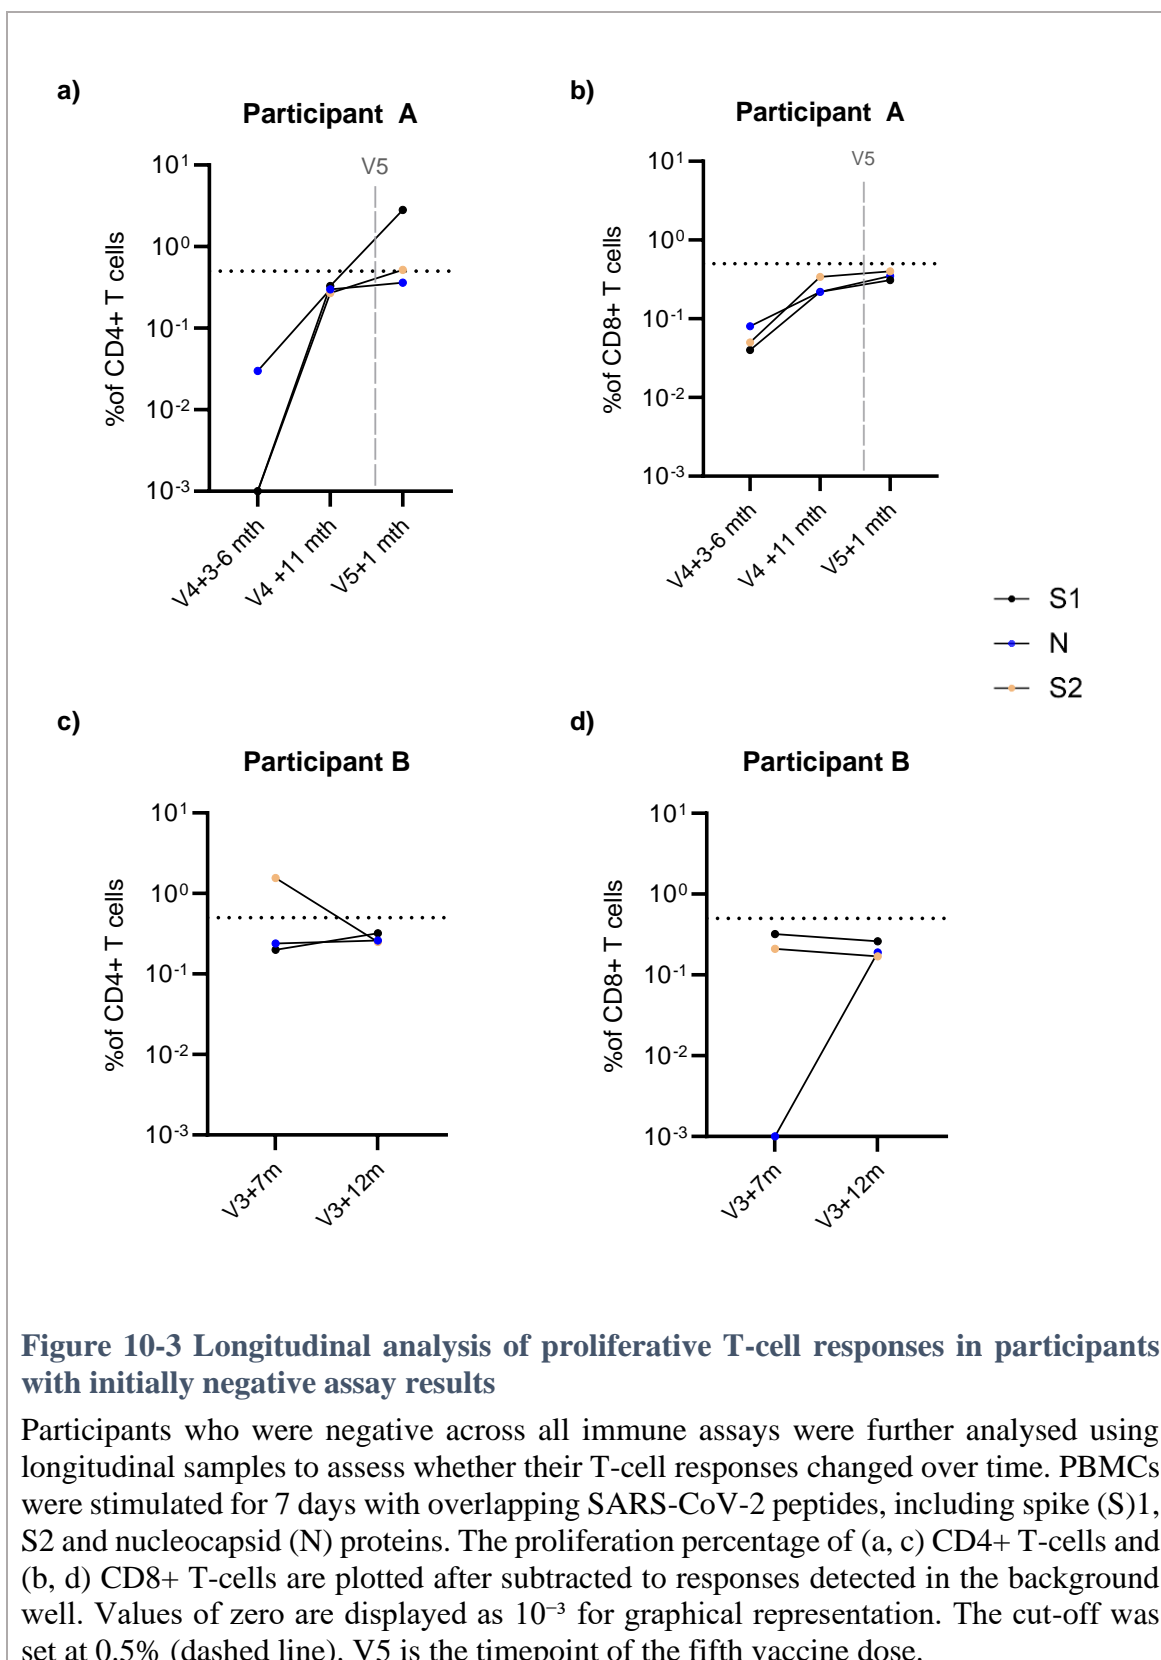 a)
Participant A
10¹
10⁰
10⁻¹
10⁻²
10⁻³
%of CD4+ T cells
V5
V4+3-6 mth
V4 +11 mth
V5+1 mth
b)
Participant A
10¹
10⁰
10⁻¹
10⁻²
10⁻³
%of CD8+ T cells
V5
V4+3-6 mth
V4 +11 mth
V5+1 mth
S1
N
S2
c)
Participant B
10¹
10⁰
10⁻¹
10⁻²
10⁻³
%of CD4+ T cells
V3+7m
V3+12m
d)
Participant B
10¹
10⁰
10⁻¹
10⁻²
10⁻³
%of CD8+ T cells
V3+7m
V3+12m
Figure 10-3 Longitudinal analysis of proliferative T-cell responses in participants
with initially negative assay results
Participants who were negative across all immune assays were further analysed using
longitudinal samples to assess whether their T-cell responses changed over time. PBMCs
were stimulated for 7 days with overlapping SARS-CoV-2 peptides, including spike (S)1,
S2 and nucleocapsid (N) proteins. The proliferation percentage of (a, c) CD4+ T-cells and
(b, d) CD8+ T-cells are plotted after subtracted to responses detected in the background
well. Values of zero are displayed as 10⁻³ for graphical representation. The cut-off was
set at 0.5% (dashed line). V5 is the timepoint of the fifth vaccine dose.